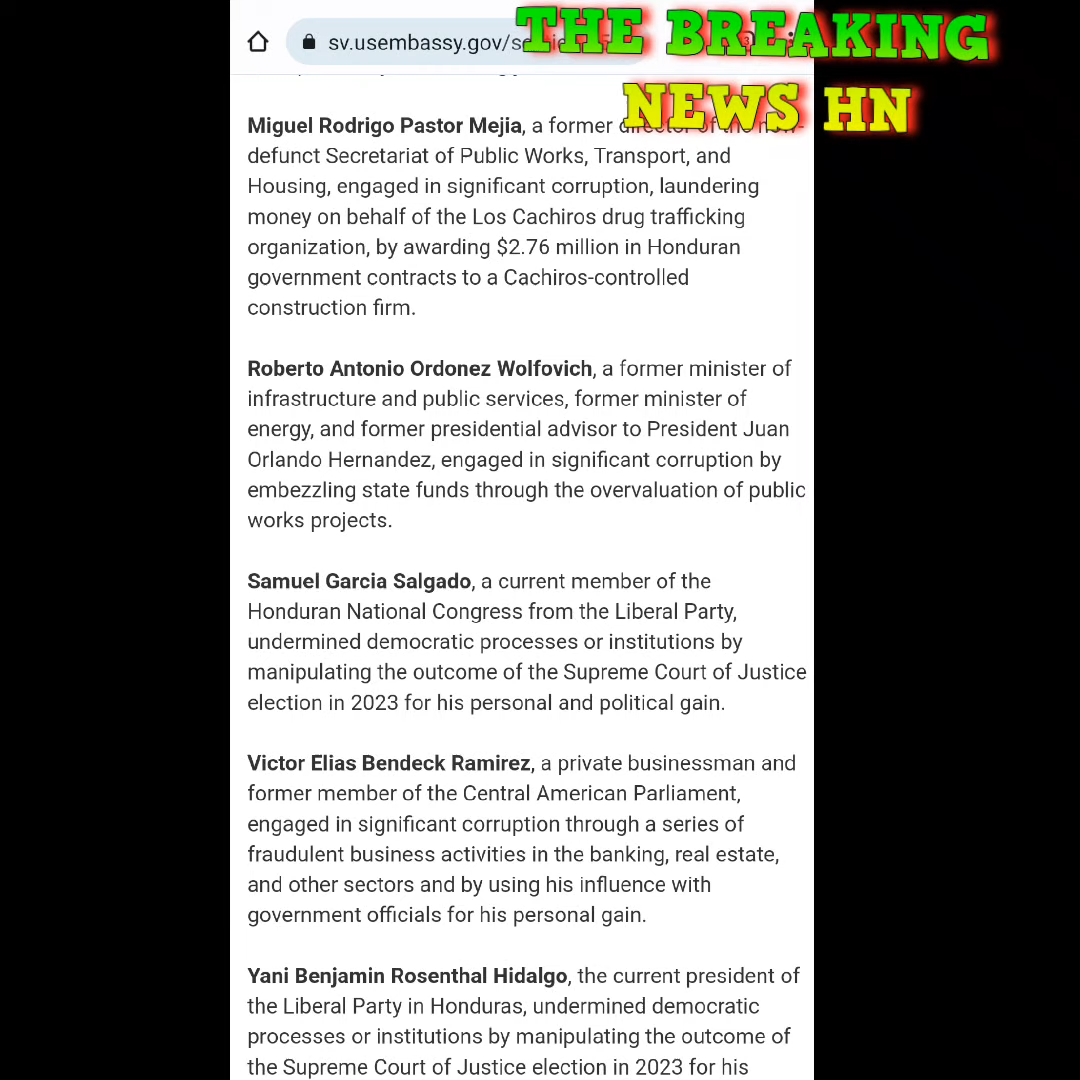 THE BREAKING
NEWS HN
sv.usembassy.gov/s
Miguel Rodrigo Pastor Mejia, a former director of the now-
defunct Secretariat of Public Works, Transport, and
Housing, engaged in significant corruption, laundering
money on behalf of the Los Cachiros drug trafficking
organization, by awarding $2.76 million in Honduran
government contracts to a Cachiros-controlled
construction firm.
Roberto Antonio Ordonez Wolfovich, a former minister of
infrastructure and public services, former minister of
energy, and former presidential advisor to President Juan
Orlando Hernandez, engaged in significant corruption by
embezzling state funds through the overvaluation of public
works projects.
Samuel Garcia Salgado, a current member of the
Honduran National Congress from the Liberal Party,
undermined democratic processes or institutions by
manipulating the outcome of the Supreme Court of Justice
election in 2023 for his personal and political gain.
Victor Elias Bendeck Ramirez, a private businessman and
former member of the Central American Parliament,
engaged in significant corruption through a series of
fraudulent business activities in the banking, real estate,
and other sectors and by using his influence with
government officials for his personal gain.
Yani Benjamin Rosenthal Hidalgo, the current president of
the Liberal Party in Honduras, undermined democratic
processes or institutions by manipulating the outcome of
the Supreme Court of Justice election in 2023 for his